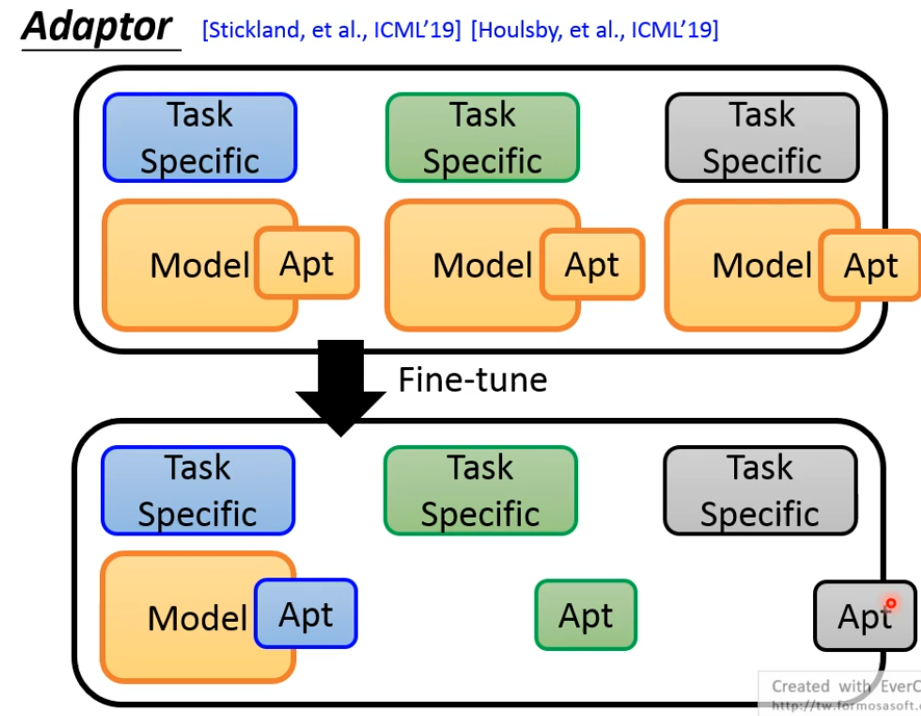 Adaptor [Stickland, et al., ICML'19] [Houlsby, et al., ICML'19]
Task
Specific
Task
Specific
Task
Specific
Model
Apt
Model
Apt
Model
Apt
Fine-tune
Task
Specific
Task
Specific
Task
Specific
Model
Apt
Apt
Apt
Created with EverC
http://tw.formosasoft.